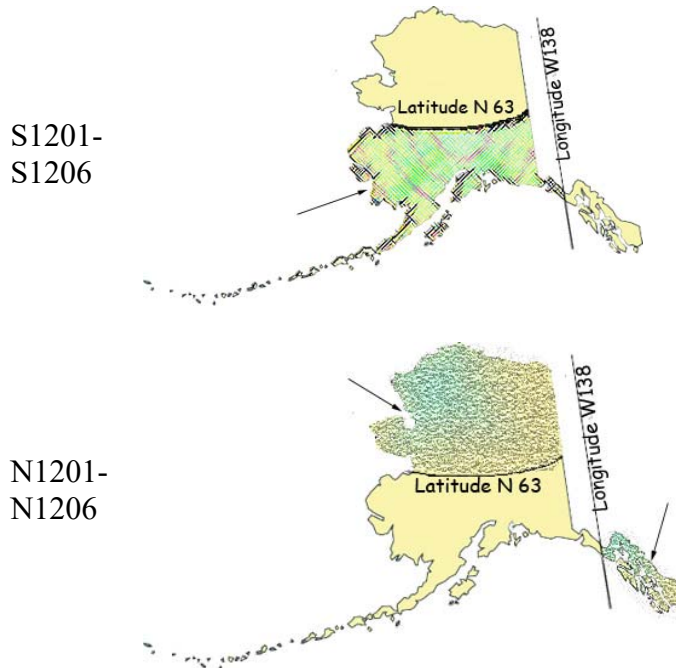 S1201-
S1206
Latitude N 63
Longitude W138
N1201-
N1206
Latitude N 63
Longitude W138